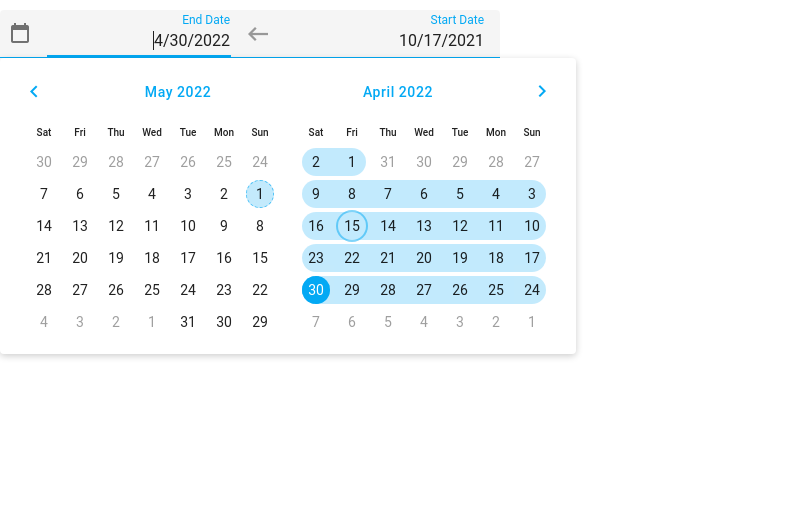 End Date Start Date
4/30/2022 10/17/2021
May 2022 April 2022
Sat Fri Thu Wed Tue Mon Sun Sat Fri Thu Wed Tue Mon Sun
30 29 28 27 26 25 24 2 1 31 30 29 28 27
7 6 5 4 3 2 1 9 8 7 6 5 4 3
14 13 12 11 10 9 8 16 15 14 13 12 11 10
21 20 19 18 17 16 15 23 22 21 20 19 18 17
28 27 26 25 24 23 22 30 29 28 27 26 25 24
4 3 2 1 31 30 29 7 6 5 4 3 2 1